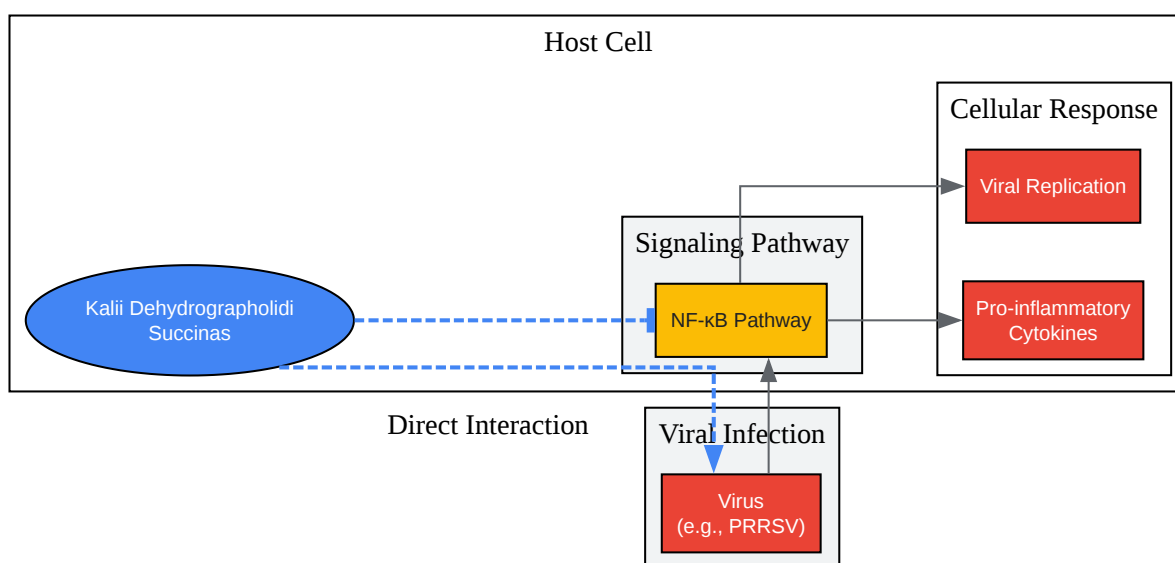 Host Cell
Cellular Response
Viral Replication
Signaling Pathway
Kalii Dehydrographolidi
Succinas
NF-κB Pathway
Pro-inflammatory
Cytokines
Direct Interaction
Viral Infection
Virus
(e.g., PRRSV)